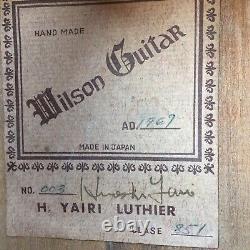 HAND MADE
Wilson Guitar
AD. 1967
MADE IN JAPAN
NO. 003
H. YAIRI LUTHIER
CLASE 851